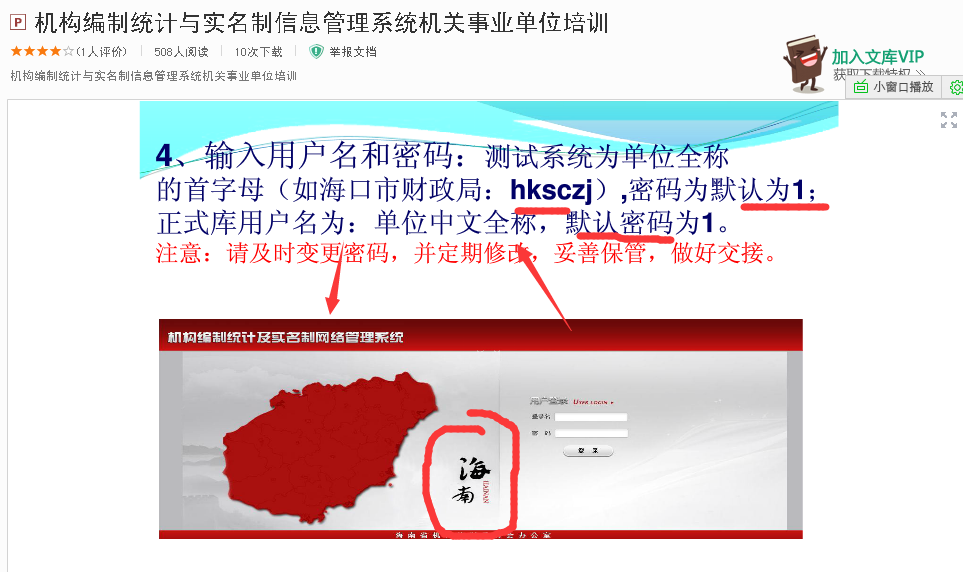 机构编制统计与实名制信息管理系统机关事业单位培训
(1人评价) 508人阅读 10次下载 举报文档
机构编制统计与实名制信息管理系统机关事业单位培训
加入文库VIP
获取下载特权
小窗口播放
4、输入用户名和密码：测试系统为单位全称
的首字母（如海口市财政局：hksczj）,密码为默认为1；
正式库用户名为：单位中文全称，默认密码为1。
注意：请及时变更密码，并定期修改，妥善保管，做好交接。
机构编制统计及实名制网络管理系统
用户登录 USER LOGIN
登录名
密 码
登 录
海南
HAINAN
海南省机
办公室